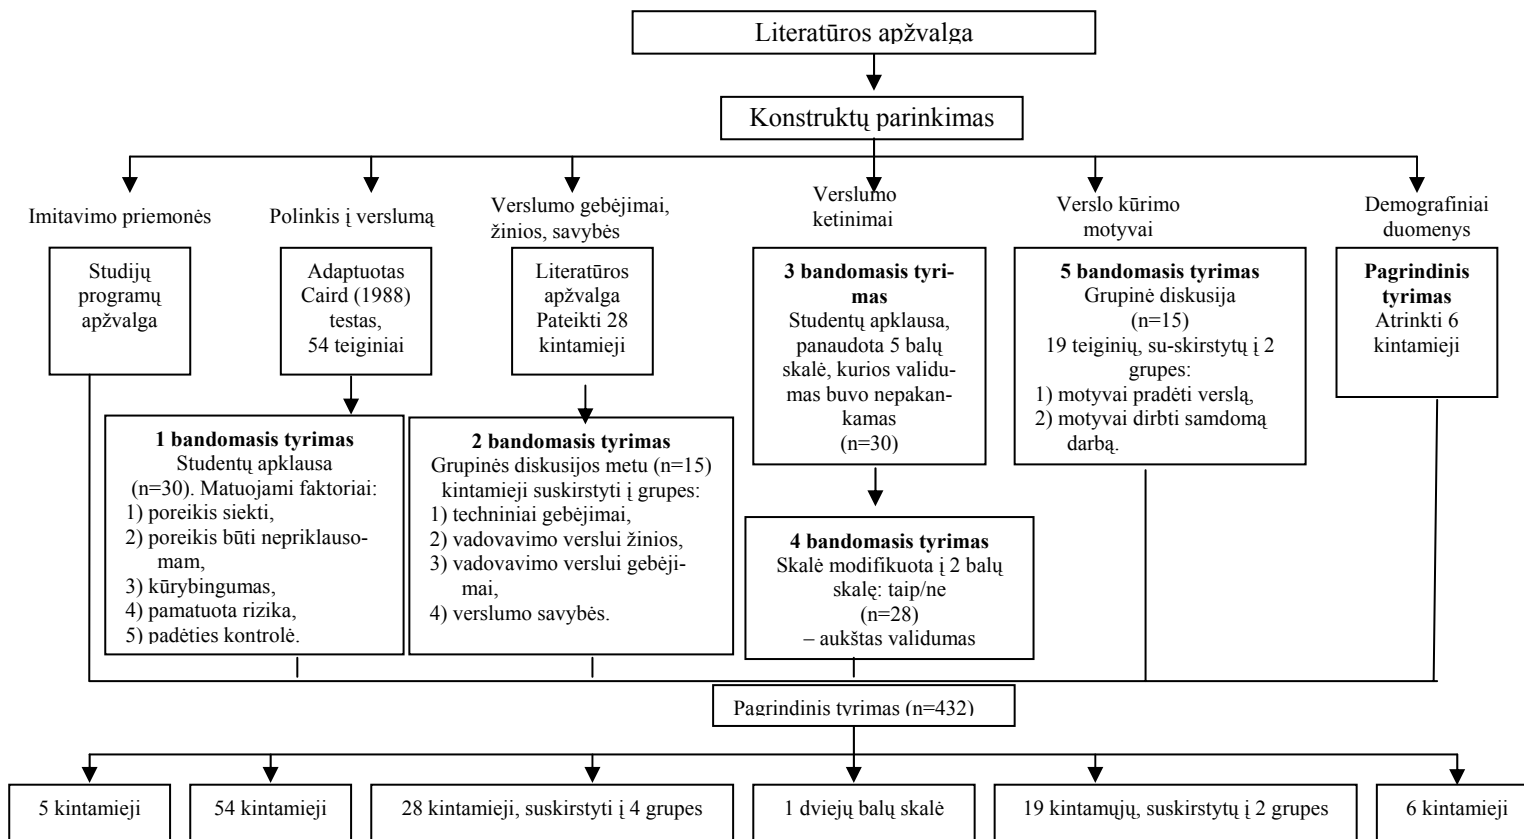 Literatūros apžvalga
Konstruktų parinkimas
Imitavimo priemonės
Polinkis į verslumą
Verslumo gebėjimai,
žinios, savybės
Verslumo
ketinimai
Verslo kūrimo
motyvai
Demografiniai
duomenys
Studijų
programų
apžvalga
Adaptuotas
Caird (1988)
testas,
54 teiginiai
Literatūros
apžvalga
Pateikti 28
kintamieji
3 bandomasis tyri-
mas
Studentų apklausa,
panaudota 5 balų
skalė, kurios validu-
mas buvo nepakan-
kamas
(n=30)
5 bandomasis tyrimas
Grupinė diskusija
(n=15)
19 teiginių, su-skirstytų į 2
grupes:
1) motyvai pradėti verslą,
2) motyvai dirbti samdomą
darbą.
Pagrindinis
tyrimas
Atrinkti 6
kintamieji
1 bandomasis tyrimas
Studentų apklausa
(n=30). Matuojami faktoriai:
1) poreikis siekti,
2) poreikis būti nepriklauso-
mam,
3) kūrybingumas,
4) pamatuota rizika,
5) padėties kontrolė.
2 bandomasis tyrimas
Grupinės diskusijos metu (n=15)
kintamieji suskirstyti į grupes:
1) techniniai gebėjimai,
2) vadovavimo verslui žinios,
3) vadovavimo verslui gebėji-
mai,
4) verslumo savybės.
4 bandomasis tyrimas
Skalė modifikuota į 2 balų
skalę: taip/ne
(n=28)
– aukštas validumas
Pagrindinis tyrimas (n=432)
5 kintamieji
54 kintamieji
28 kintamieji, suskirstyti į 4 grupes
1 dviejų balų skalė
19 kintamųjų, suskirstytų į 2 grupes
6 kintamieji